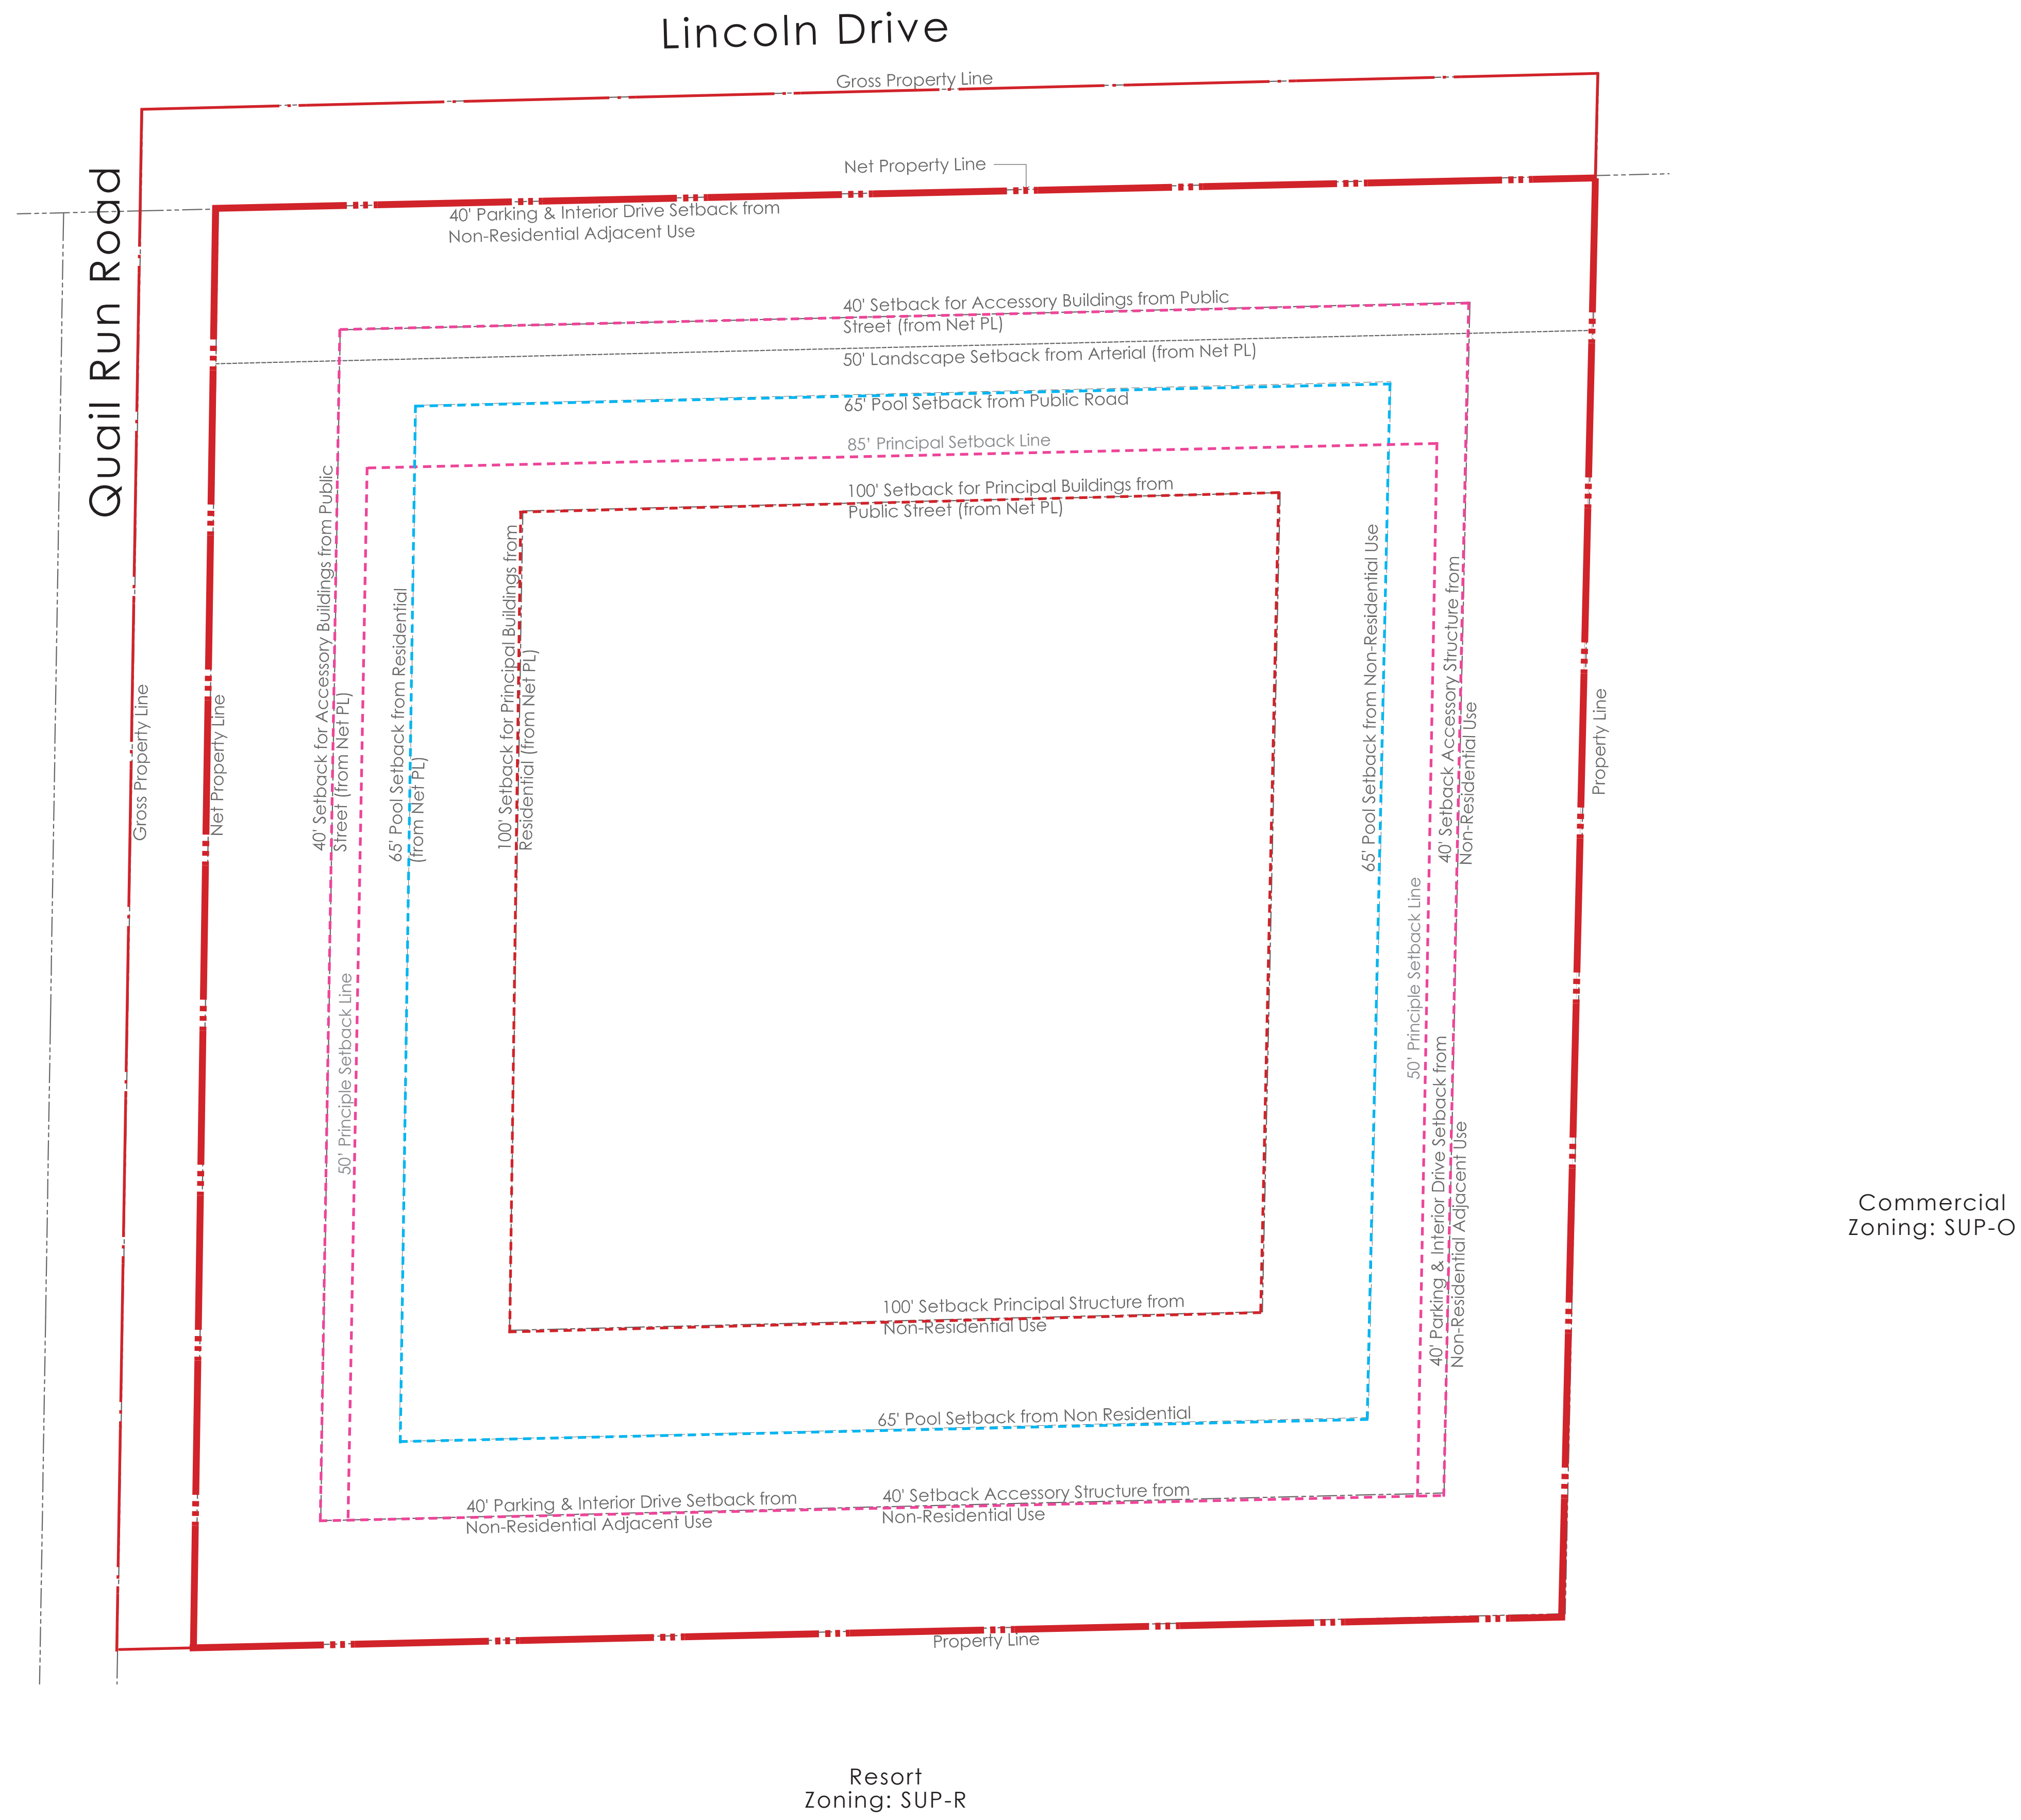 Lincoln Drive
Gross Property Line
Net Property Line
40' Parking & Interior Drive Setback from
Non-Residential Adjacent Use
Quail Run Road
40' Setback for Accessory Buildings from Public
Street (from Net PL)
50' Landscape Setback from Arterial (from Net PL)
65' Pool Setback from Public Road
85' Principal Setback Line
100' Setback for Principal Buildings from
Public Street (from Net PL)
Gross Property Line
Net Property Line
40' Setback for Accessory Buildings from Public
Street (from Net PL)
50' Principle Setback Line
65' Pool Setback from Residential
(from Net PL)
100' Setback for Principal Buildings from
Residential (from Net PL)
65' Pool Setback from Non-Residential Use
50' Principle Setback Line
40' Setback Accessory Structure from
Non-Residential Use
40' Parking & Interior Drive Setback from
Non-Residential Adjacent Use
Property Line
Commercial
Zoning: SUP-O
100' Setback Principal Structure from
Non-Residential Use
65' Pool Setback from Non Residential
40' Parking & Interior Drive Setback from
Non-Residential Adjacent Use
40' Setback Accessory Structure from
Non-Residential Use
Property Line
Resort
Zoning: SUP-R